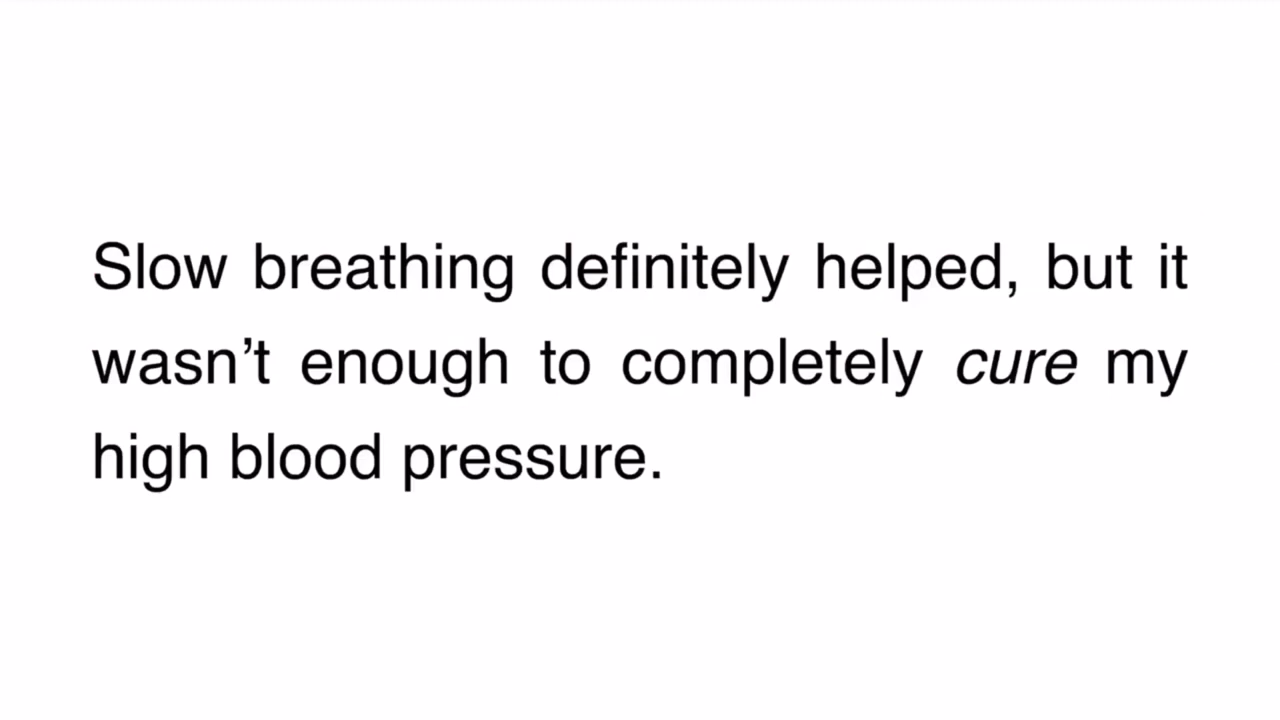 Slow breathing definitely helped, but it
wasn’t enough to completely cure my
high blood pressure.